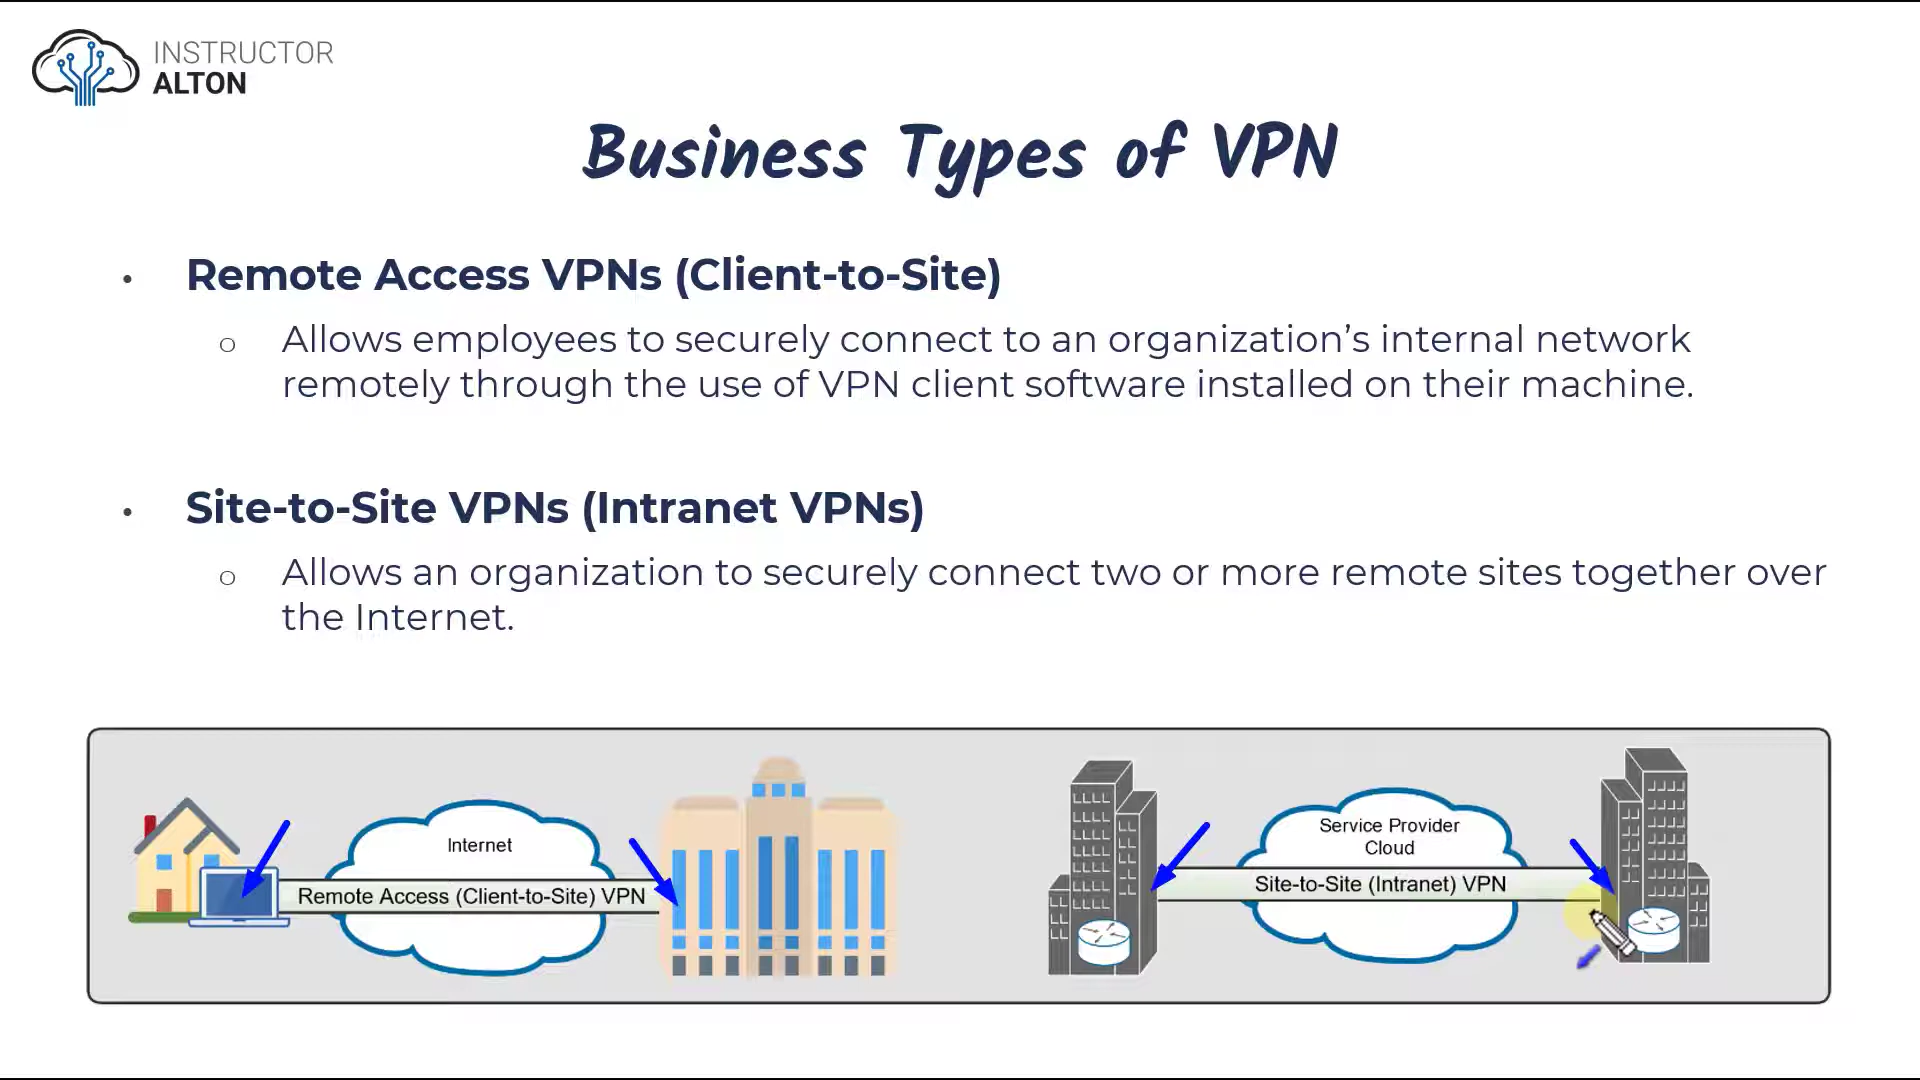 INSTRUCTOR
ALTON
Business Types of VPN
• Remote Access VPNs (Client-to-Site)
o Allows employees to securely connect to an organization’s internal network
remotely through the use of VPN client software installed on their machine.
• Site-to-Site VPNs (Intranet VPNs)
o Allows an organization to securely connect two or more remote sites together over
the Internet.
Internet
Remote Access (Client-to-Site) VPN
Service Provider
Cloud
Site-to-Site (Intranet) VPN